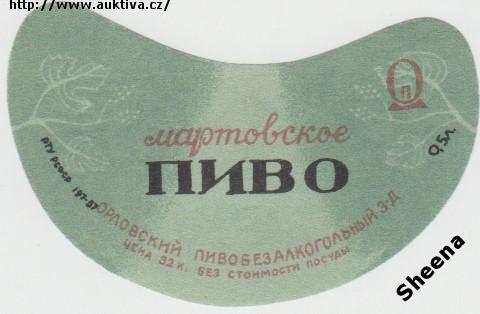 http://www.auktiva.cz/
П
мартовское
ПИВО
0,5л.
РТУ РСФСР 197-57
ОРЛОВСКИЙ ПИВОБЕЗАЛКОГОЛЬНЫЙ З-Д
ЦЕНА 32 К. БЕЗ СТОИМОСТИ ПОСУДЫ
Sheena